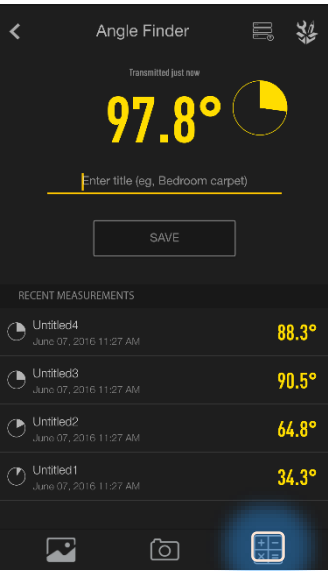 Angle Finder
Transmitted just now
97.8°
Enter title (eg, Bedroom carpet)
SAVE
RECENT MEASUREMENTS
Untitled4
June 07, 2016 11:27 AM
88.3°
Untitled3
June 07, 2016 11:27 AM
90.5°
Untitled2
June 07, 2016 11:27 AM
64.8°
Untitled1
June 07, 2016 11:27 AM
34.3°